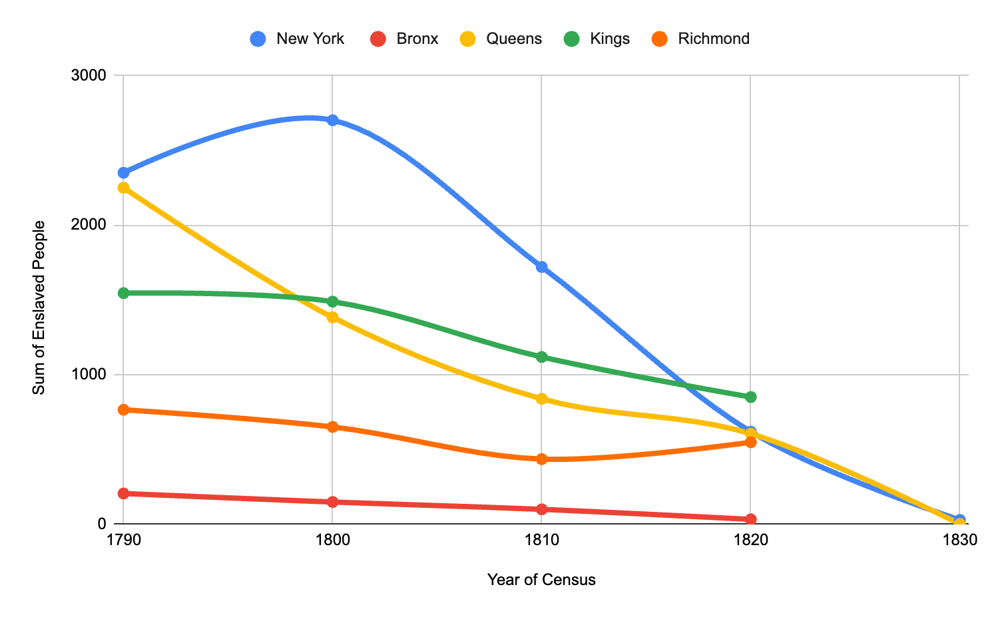 New York Bronx Queens Kings Richmond
3000
2000
1000
0
Sum of Enslaved People
1790 1800 1810 1820 1830
Year of Census